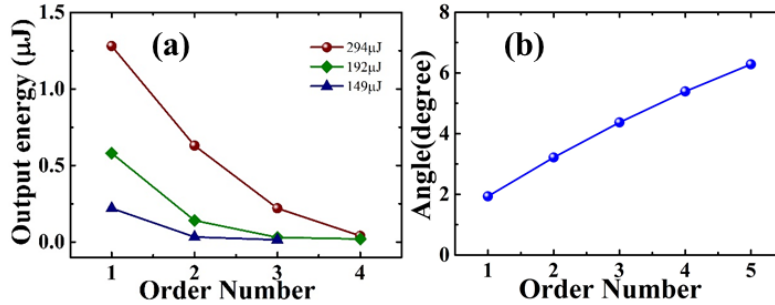 (a)
294μJ
192μJ
149μJ
Output energy (μJ)
1.5
1.0
0.5
0.0
1 2 3 4
Order Number
(b)
Angle(degree)
8
6
4
2
0
1 2 3 4 5
Order Number